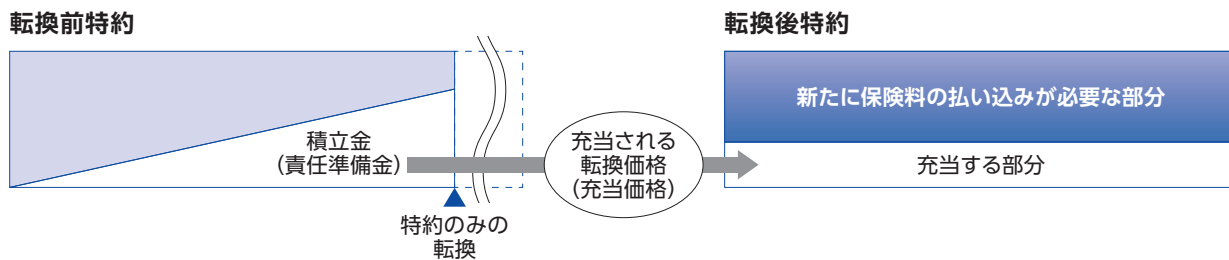 転換前特約
転換後特約
新たに保険料の払い込みが必要な部分
積立金
(責任準備金)
充当される
転換価格
(充当価格)
充当する部分
特約のみの
転換